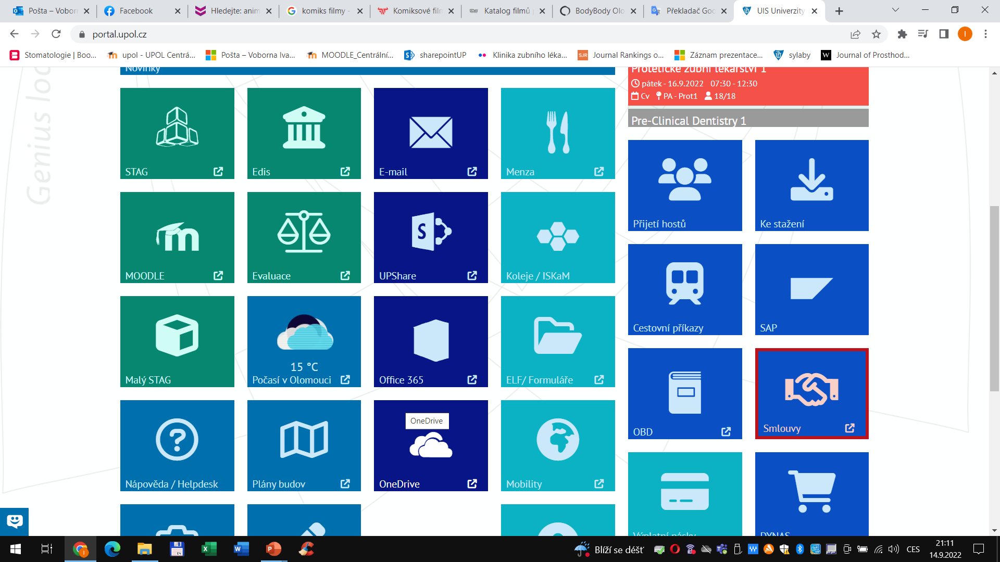 Pošta – Vobor
Facebook
Hledejte: anim
komiks filmy -
Komiksové film
Katalog filmů
BodyBody Olo
Překladač Goo
UIS Univerzity
portal.upol.cz
Stomatologie | Boo...
upol - UPOL Centrá...
Pošta – Voborna Iva...
MOODLE_Centrální...
sharepointUP
Klinika zubního léka...
Journal Rankings o...
Záznam prezentace...
sylaby
Journal of Prosthod...
Genius loc
Novinky
Protetické zubní lékařství 1
pátek - 16.9.2022 07:30 - 12:30
Cv PA - Prot1 18/18
Pre-Clinical Dentistry 1
STAG
Edis
E-mail
Menza
Přijetí hostů
Ke stažení
MOODLE
Evaluace
UPShare
Koleje / ISKaM
Cestovní příkazy
SAP
15 °C
Malý STAG
Počasí v Olomouci
Office 365
ELF/ Formuláře
OBD
Smlouvy
OneDrive
Nápověda / Helpdesk
Plány budov
OneDrive
Mobility
Výplatní pásky
DYNAS
Blíží se déšť
CES
21:11
14.9.2022